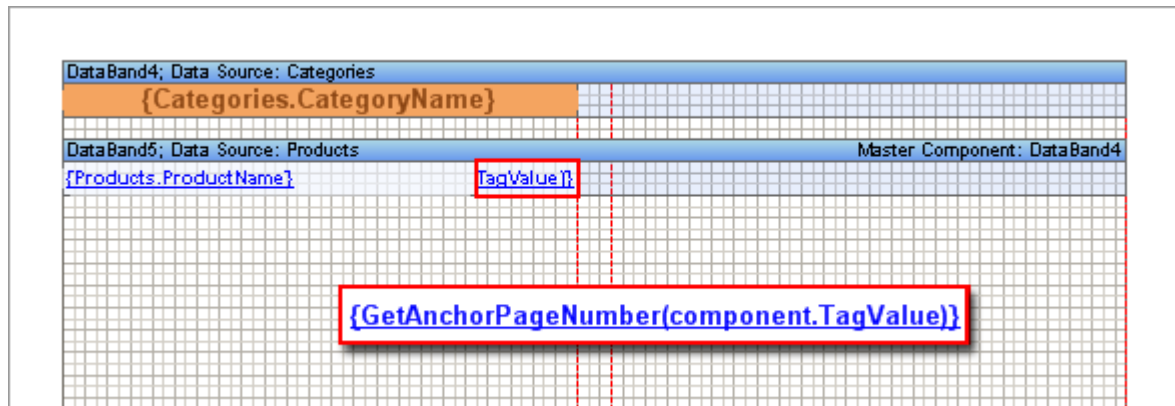 DataBand4; Data Source: Categories
{Categories.CategoryName}
DataBand5; Data Source: Products Master Component: DataBand4
{Products.ProductName} TagValue)}
{GetAnchorPageNumber(component.TagValue)}